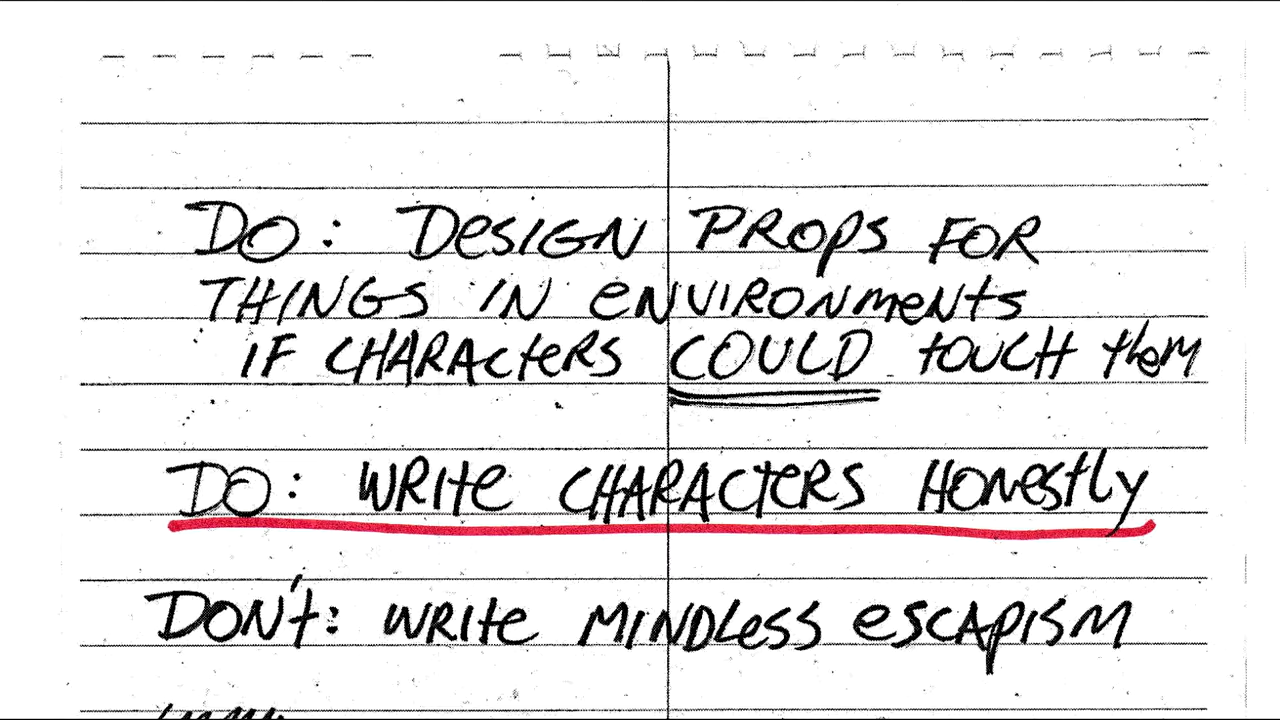 DO: DESIGN PROPS FOR
THINGS IN ENVIRONMENTS
IF CHARACTERS COULD TOUCH THEM
DO: WRITE CHARACTERS HONESTLY
DON'T: WRITE MINDLESS ESCAPISM